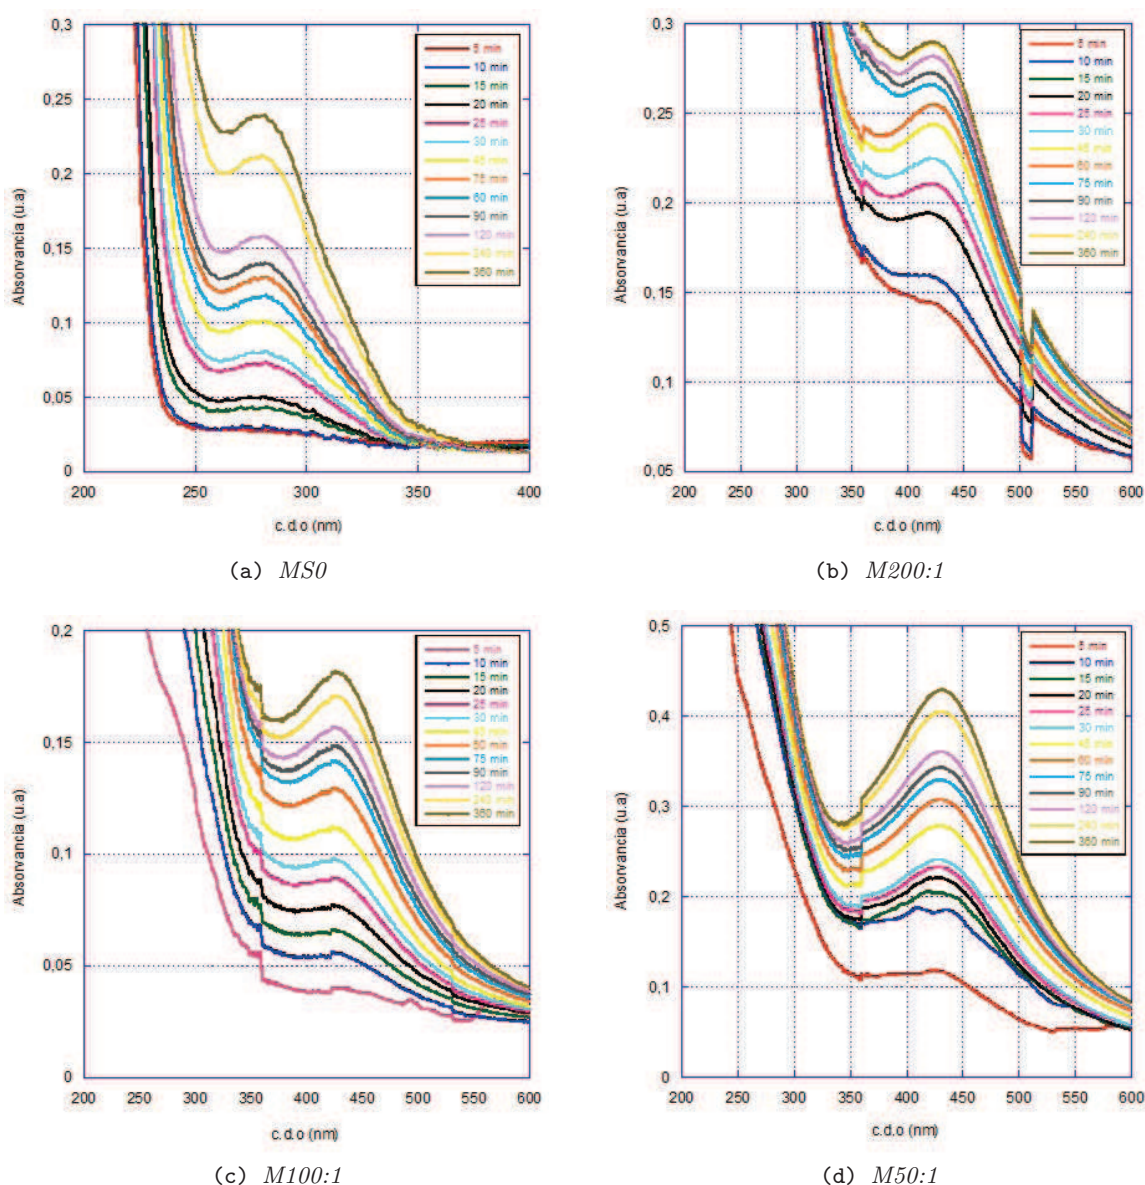 Absorvancia (u.a)
0,3
0,25
0,2
0,15
0,1
0,05
0
5 min
10 min
15 min
20 min
25 min
30 min
45 min
75 min
60 min
90 min
120 min
240 min
360 min
200 250 300 350 400
c.d.o (nm)
(a) MS0
Absorvancia (u.a)
0,3
0,25
0,2
0,15
0,1
0,05
5 min
10 min
15 min
20 min
25 min
30 min
45 min
60 min
75 min
90 min
120 min
240 min
360 min
200 250 300 350 400 450 500 550 600
c.d.o (nm)
(b) M200:1
Absorvancia (u.a)
0,2
0,15
0,1
0,05
0
5 min
10 min
15 min
20 min
25 min
30 min
45 min
60 min
75 min
90 min
120 min
240 min
360 min
200 250 300 350 400 450 500 550 600
c.d.o (nm)
(c) M100:1
Absorvancia (u.a)
0,5
0,4
0,3
0,2
0,1
0
5 min
10 min
15 min
20 min
25 min
30 min
45 min
60 min
75 min
90 min
120 min
240 min
360 min
200 250 300 350 400 450 500 550 600
c.d.o (nm)
(d) M50:1